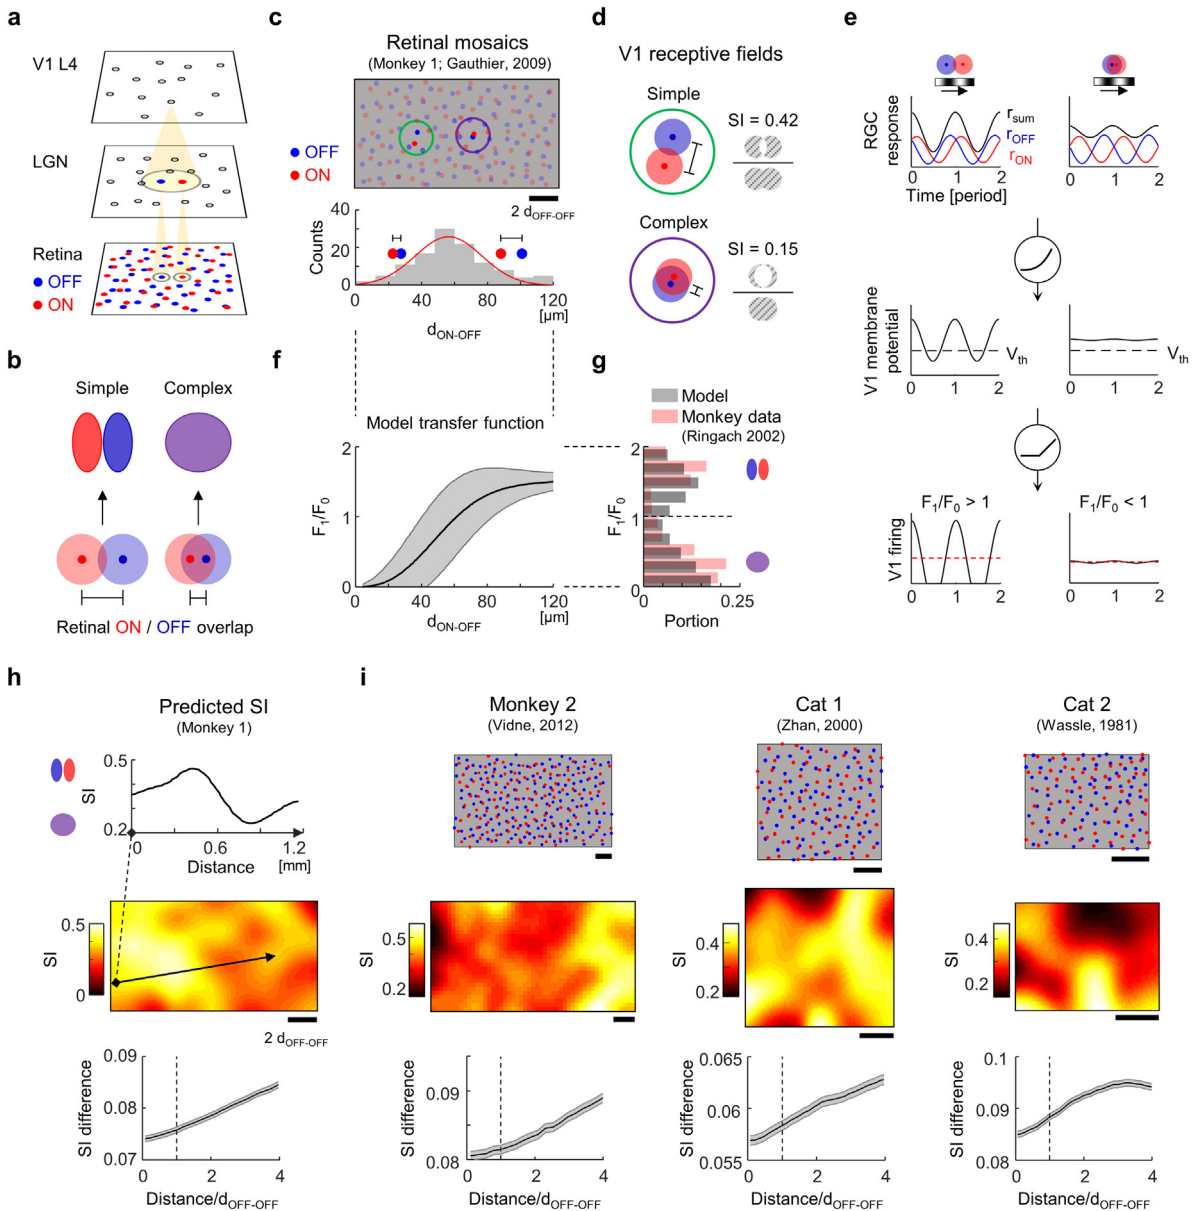 a
V1 L4
LGN
Retina
OFF
ON
b
Simple
Complex
Retinal ON / OFF overlap
c
Retinal mosaics
(Monkey 1; Gauthier, 2009)
OFF
ON
2 dOFF-OFF
Counts
40
30
20
10
0
0
40
80
120
[µm]
dON-OFF
d
V1 receptive fields
Simple
SI = 0.42
Complex
SI = 0.15
e
RGC
response
rsum
rOFF
rON
0
1
2
0
1
2
Time [period]
V1 membrane
potential
Vth
Vth
0
1
2
0
1
2
F1/F0 > 1
F1/F0 < 1
V1 firing
0
1
2
0
1
2
f
Model transfer function
F1/F0
2
1
0
0
40
80
120
[µm]
dON-OFF
g
Model
Monkey data
(Ringach 2002)
F1/F0
2
1
0
0
0.25
Portion
h
Predicted SI
(Monkey 1)
SI
0.5
0.2
0
0.6
1.2
Distance
[mm]
SI
0.5
0
2 dOFF-OFF
SI difference
0.09
0.08
0.07
0
2
4
Distance/dOFF-OFF
i
Monkey 2
(Vidne, 2012)
SI
0.5
0.2
SI difference
0.09
0.08
0
2
4
Distance/dOFF-OFF
Cat 1
(Zhan, 2000)
SI
0.4
0.2
SI difference
0.065
0.06
0.055
0
2
4
Distance/dOFF-OFF
Cat 2
(Wassle, 1981)
SI
0.4
0.2
SI difference
0.1
0.09
0.08
0
2
4
Distance/dOFF-OFF